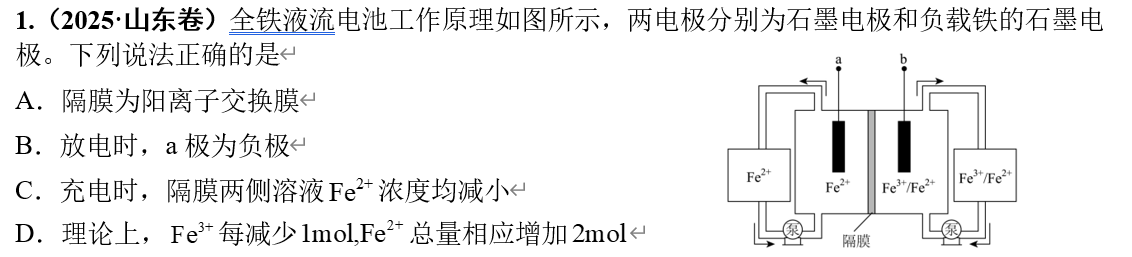 1.（2025·山东卷）全铁液流电池工作原理如图所示，两电极分别为石墨电极和负载铁的石墨电
极。下列说法正确的是↵
A．隔膜为阳离子交换膜↵
B．放电时，a 极为负极↵
C．充电时，隔膜两侧溶液 Fe²⁺ 浓度均减小↵
D．理论上，Fe³⁺ 每减少 1mol,Fe²⁺ 总量相应增加 2mol↵
a b
Fe²⁺ Fe²⁺ Fe³⁺/Fe²⁺ Fe³⁺/Fe²⁺
泵 隔膜 泵